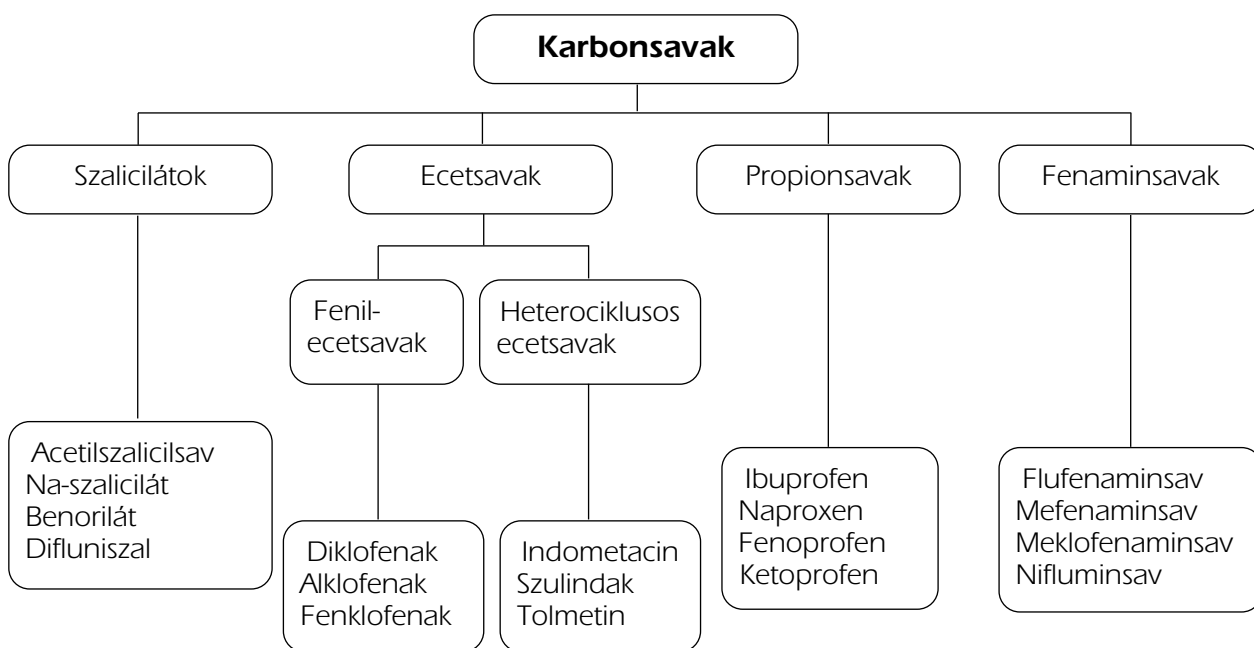 Karbonsavak
Szalicilátok
Ecetsavak
Propionsavak
Fenaminsavak
Fenil-
ecetsavak
Heterociklusos
ecetsavak
Acetilszalicilsav
Na-szalicilát
Benorilát
Difluniszal
Diklofenak
Alklofenak
Fenklofenak
Indometacin
Szulindak
Tolmetin
Ibuprofen
Naproxen
Fenoprofen
Ketoprofen
Flufenaminsav
Mefenaminsav
Meklofenaminsav
Nifluminsav